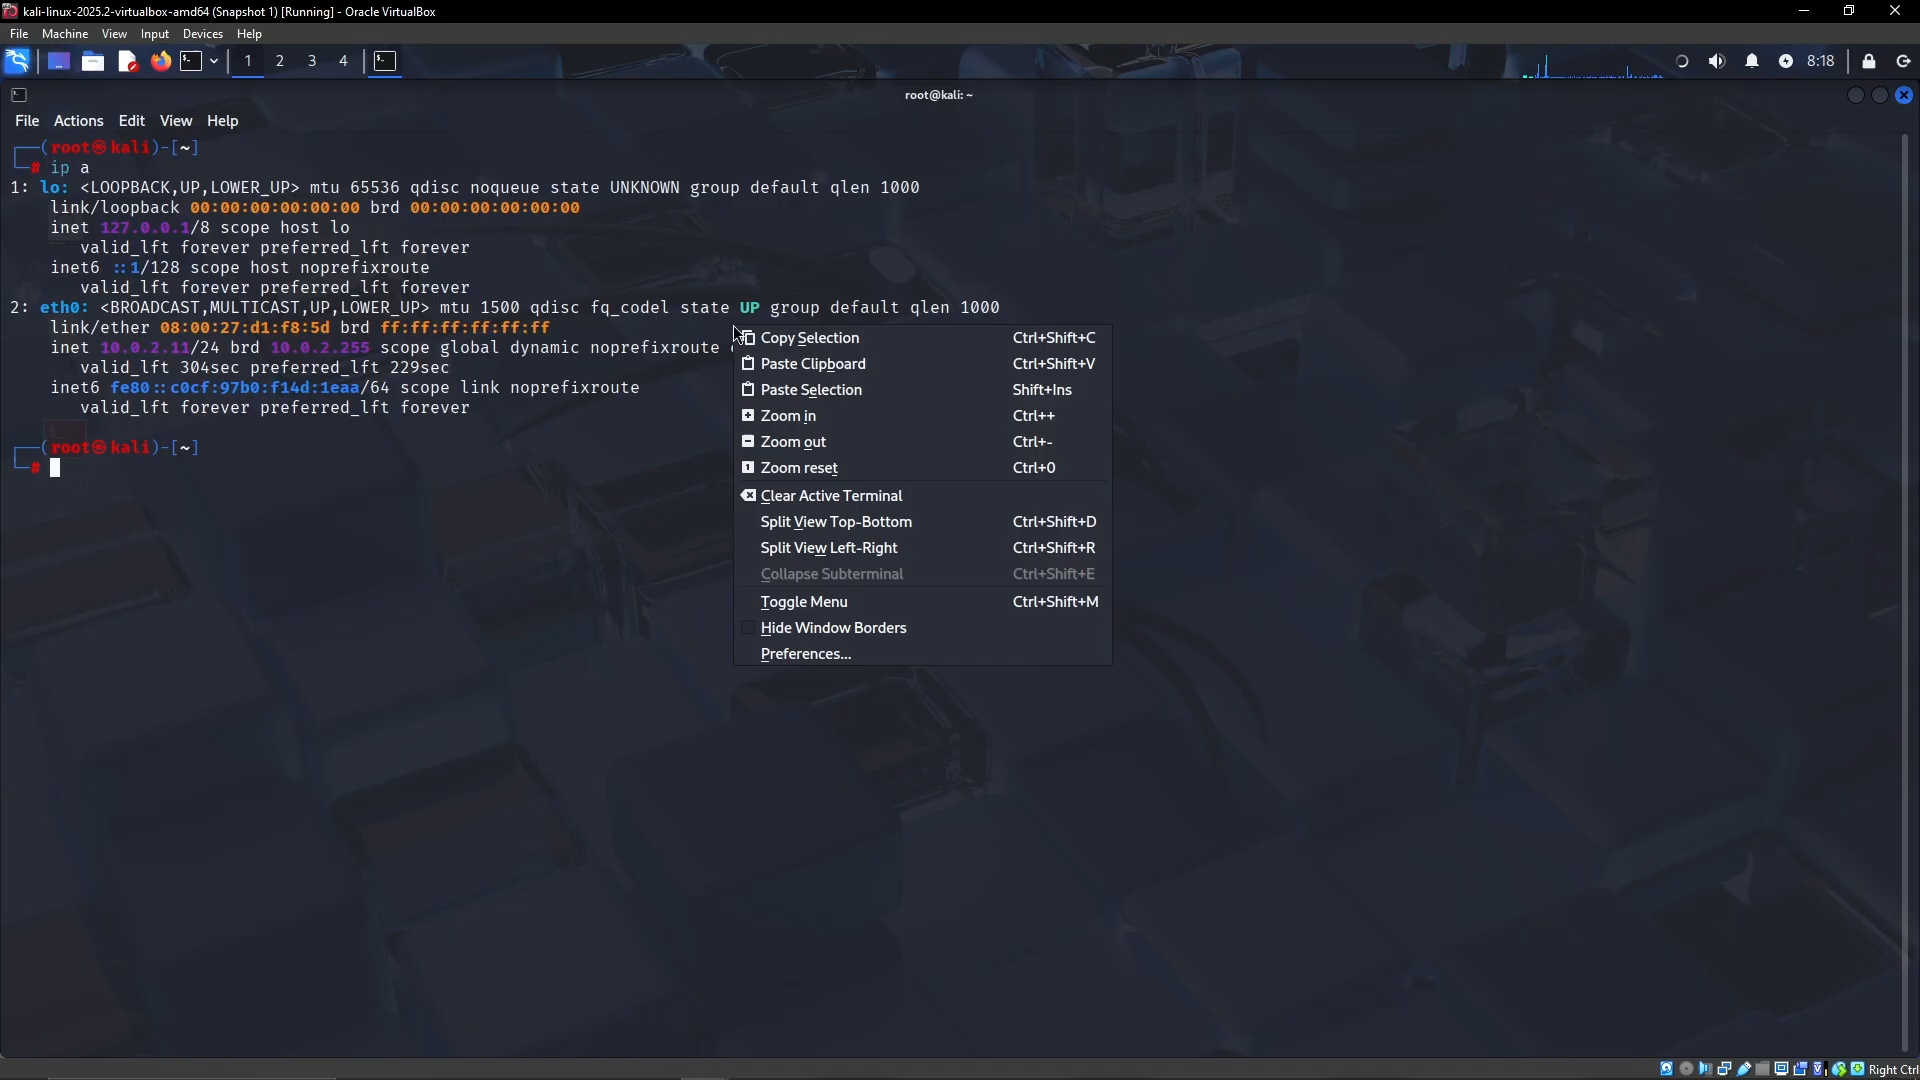 kali-linux-2025.2-virtualbox-amd64 (Snapshot 1) [Running] - Oracle VirtualBox
File Machine View Input Devices Help
1 2 3 4 8:18
root@kali: ~
File Actions Edit View Help
┌──(root㉿kali)-[~]
└─# ip a
1: lo: <LOOPBACK,UP,LOWER_UP> mtu 65536 qdisc noqueue state UNKNOWN group default qlen 1000
link/loopback 00:00:00:00:00:00 brd 00:00:00:00:00:00
inet 127.0.0.1/8 scope host lo
valid_lft forever preferred_lft forever
inet6 ::1/128 scope host noprefixroute
valid_lft forever preferred_lft forever
2: eth0: <BROADCAST,MULTICAST,UP,LOWER_UP> mtu 1500 qdisc fq_codel state UP group default qlen 1000
link/ether 08:00:27:d1:f8:5d brd ff:ff:ff:ff:ff:ff
inet 10.0.2.11/24 brd 10.0.2.255 scope global dynamic noprefixroute
valid_lft 304sec preferred_lft 229sec
inet6 fe80::c0cf:97b0:f14d:1eaa/64 scope link noprefixroute
valid_lft forever preferred_lft forever
┌──(root㉿kali)-[~]
└─#
Copy Selection Ctrl+Shift+C
Paste Clipboard Ctrl+Shift+V
Paste Selection Shift+Ins
Zoom in Ctrl++
Zoom out Ctrl+-
Zoom reset Ctrl+0
Clear Active Terminal
Split View Top-Bottom Ctrl+Shift+D
Split View Left-Right Ctrl+Shift+R
Collapse Subterminal Ctrl+Shift+E
Toggle Menu Ctrl+Shift+M
Hide Window Borders
Preferences...
Right Ctrl